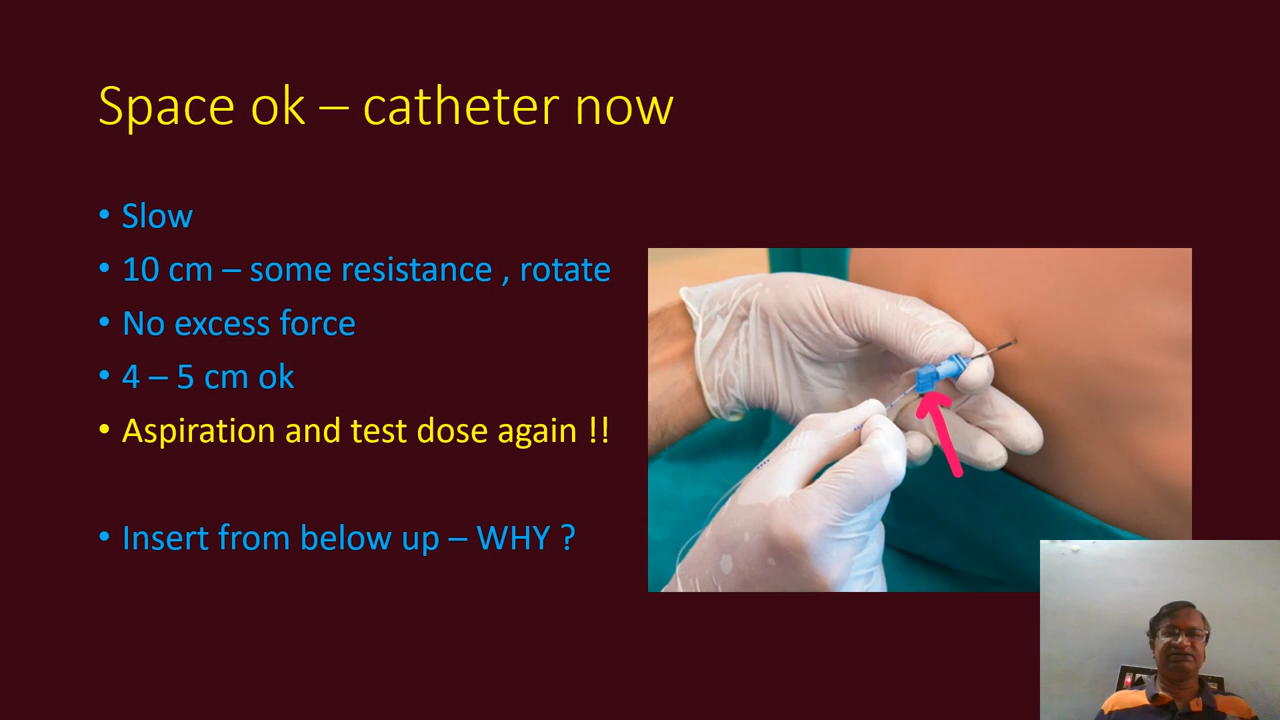 Space ok – catheter now
• Slow
• 10 cm – some resistance , rotate
• No excess force
• 4 – 5 cm ok
• Aspiration and test dose again !!
• Insert from below up – WHY ?